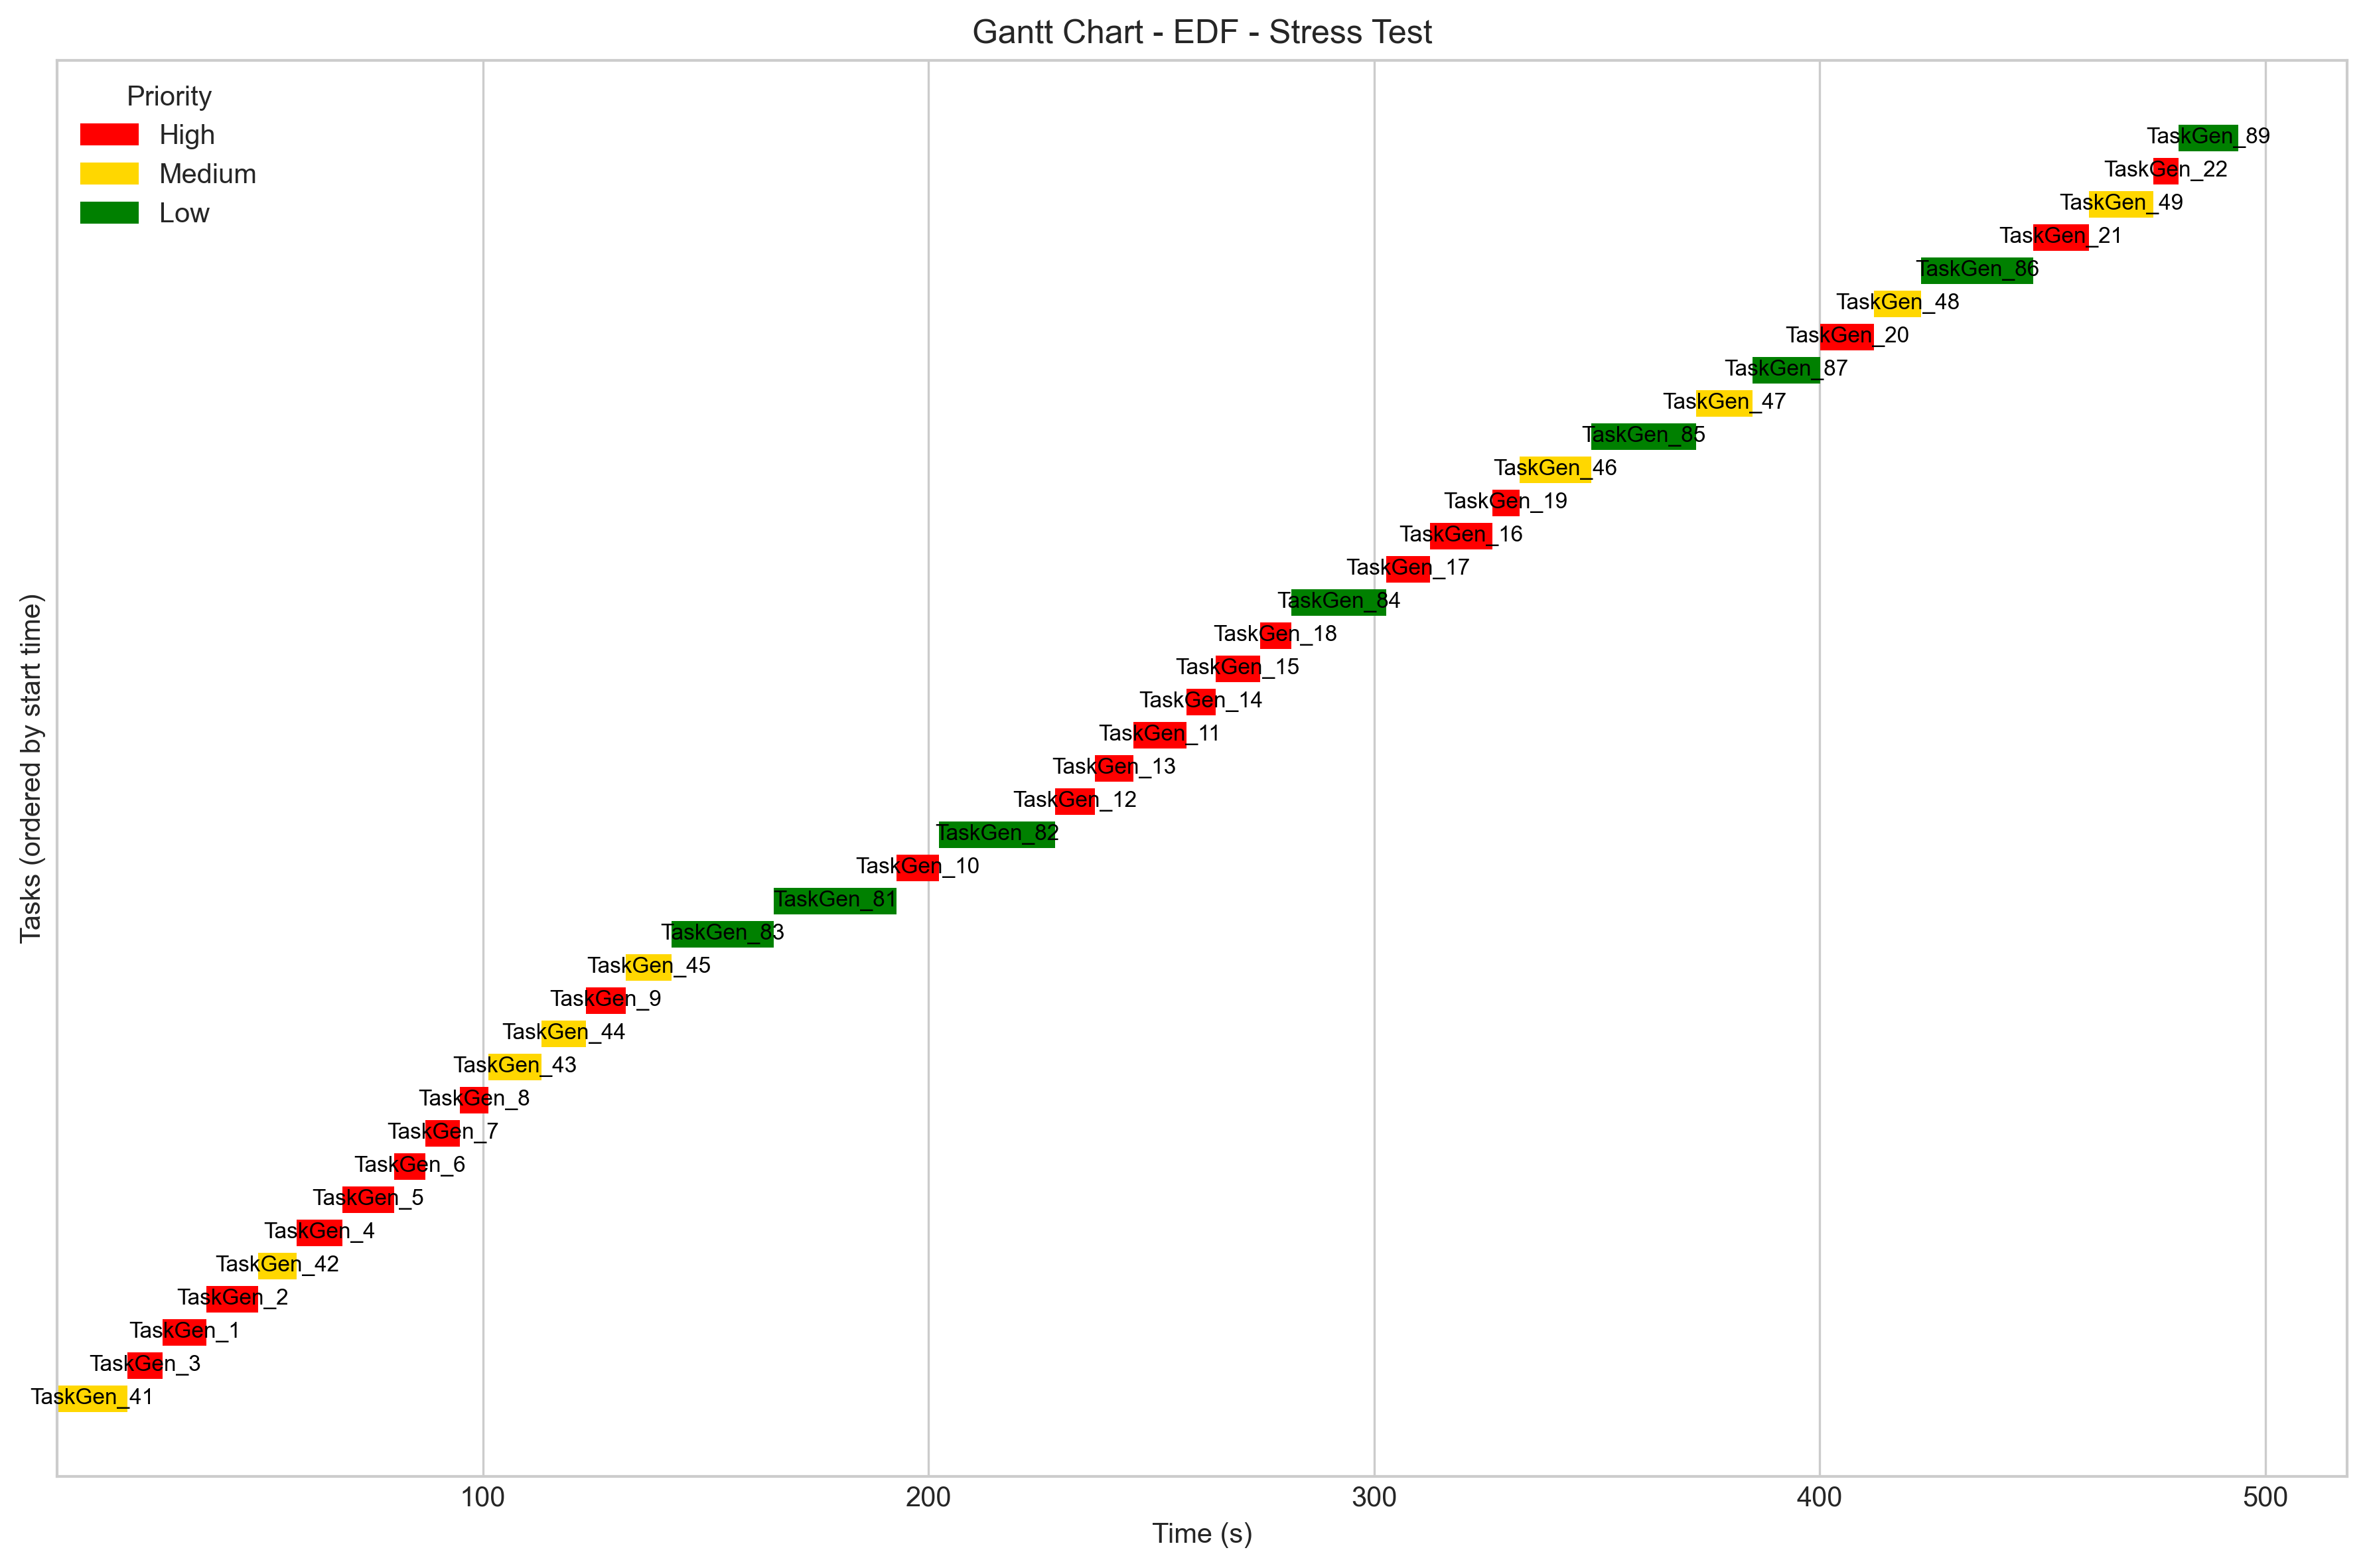 Gantt Chart - EDF - Stress Test
Priority
High
Medium
Low
TaskGen_89
TaskGen_22
TaskGen_49
TaskGen_21
TaskGen_86
TaskGen_48
TaskGen_20
TaskGen_87
TaskGen_47
TaskGen_85
TaskGen_46
TaskGen_19
TaskGen_16
TaskGen_17
TaskGen_84
TaskGen_18
TaskGen_15
TaskGen_14
TaskGen_11
TaskGen_13
TaskGen_12
TaskGen_82
TaskGen_10
TaskGen_81
TaskGen_83
TaskGen_45
TaskGen_9
TaskGen_44
TaskGen_43
TaskGen_8
TaskGen_7
TaskGen_6
TaskGen_5
TaskGen_4
TaskGen_42
TaskGen_2
TaskGen_1
TaskGen_3
TaskGen_41
Tasks (ordered by start time)
100 200 300 400 500
Time (s)